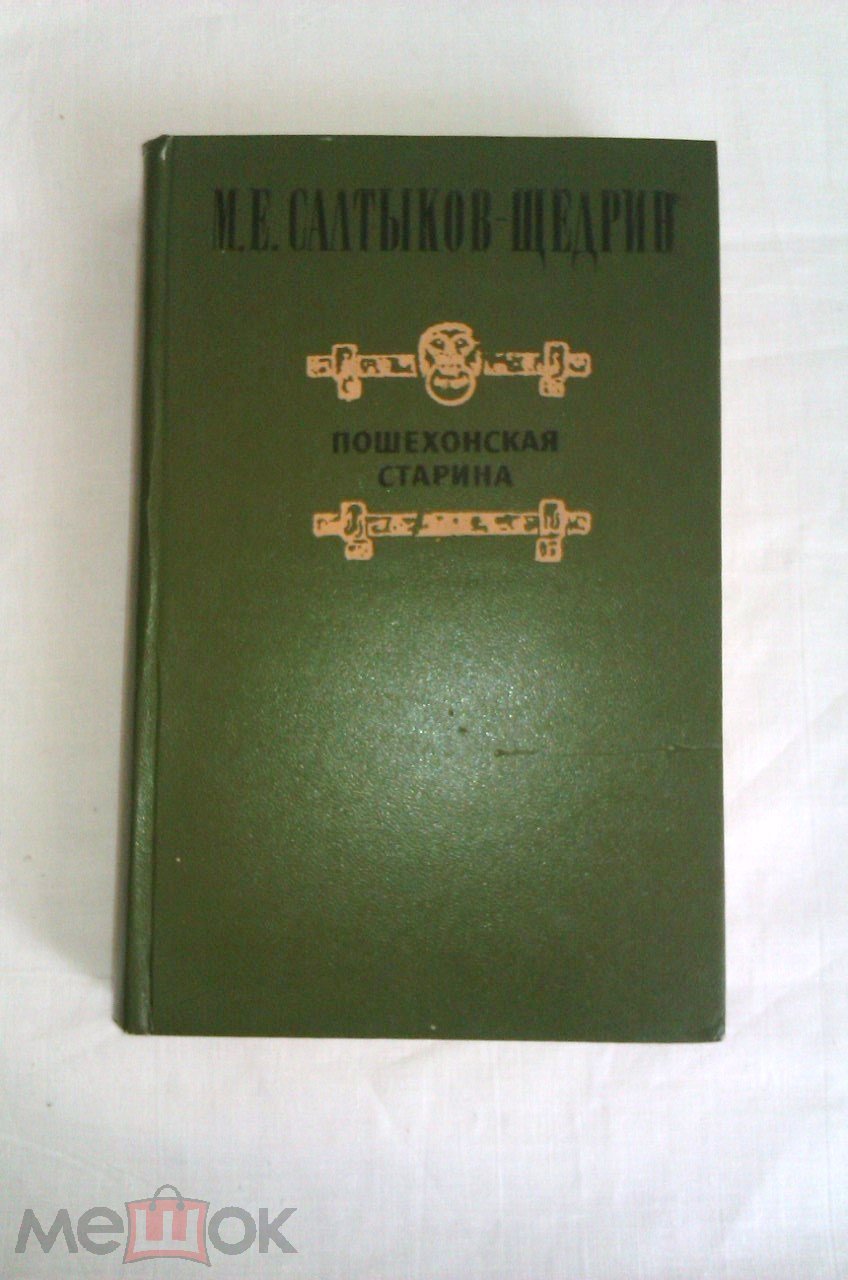 М.Е. САЛТЫКОВ-ЩЕДРИН
ПОШЕХОНСКАЯ
СТАРИНА
мешок